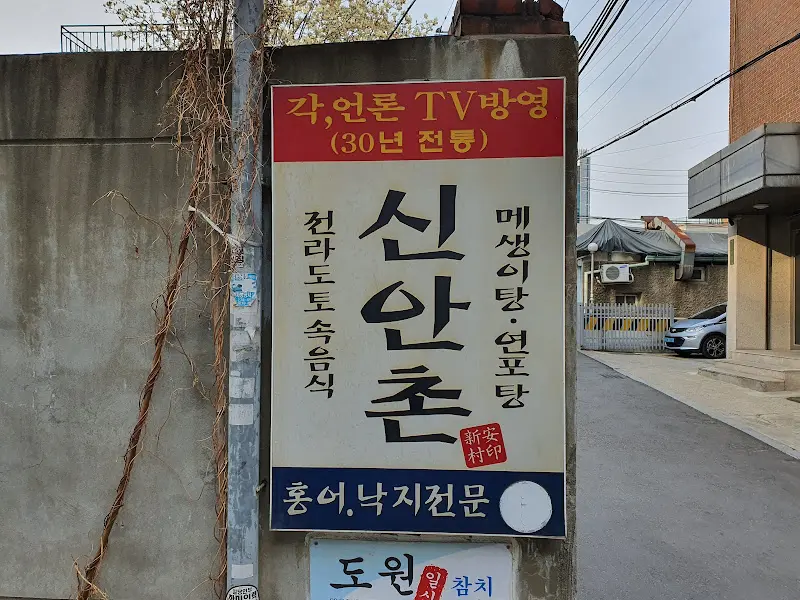 각,언론 TV방영
(30년 전통)
메생이탕·연포탕
신안촌
전라도토속음식
安印
新村
홍어.낙지전문
도원
일식
참치